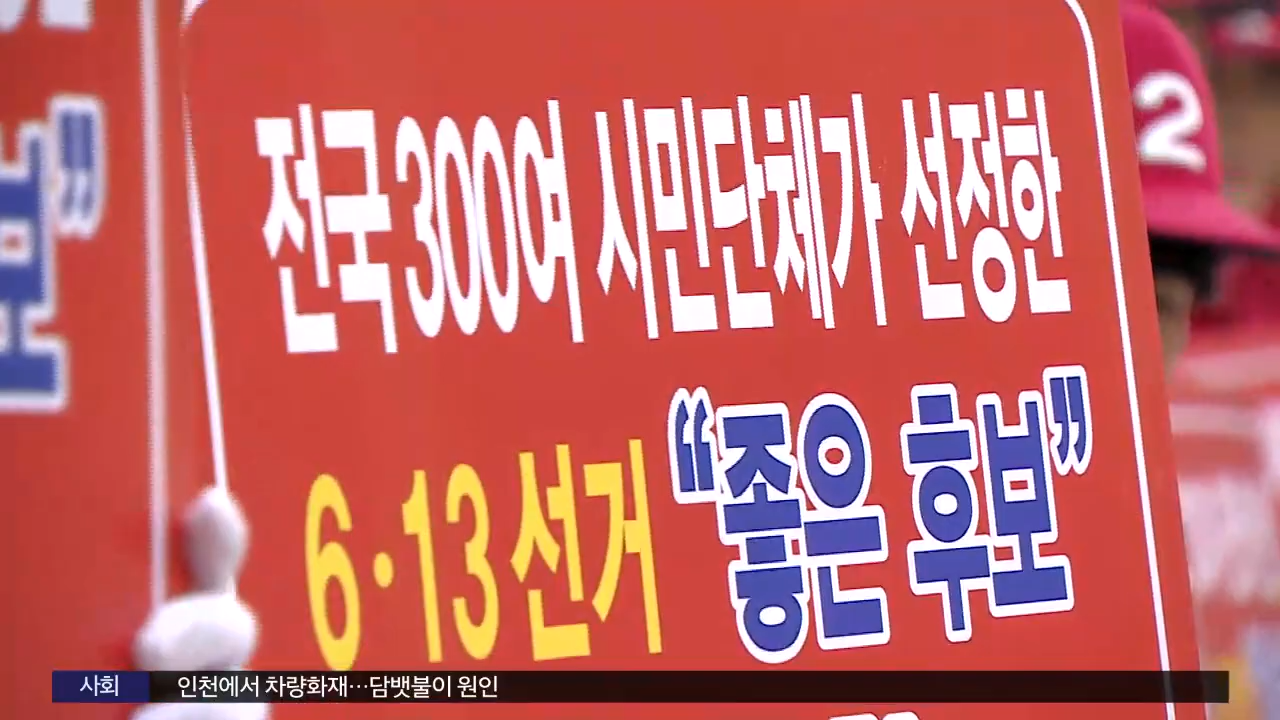 전국 300여 시민단체가 선정한
6·13 선거 “좋은 후보”
보”
2
사회 인천에서 차량화재…담뱃불이 원인